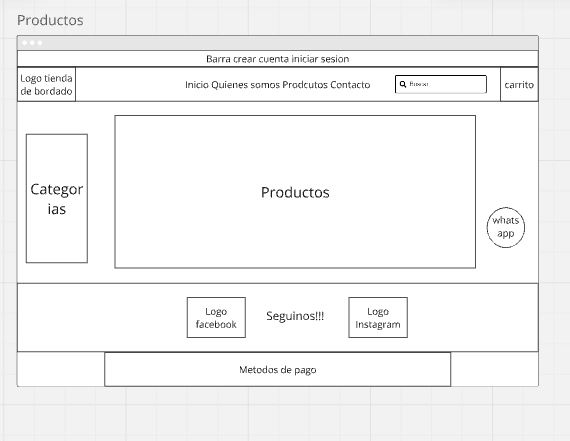 Productos
Barra crear cuenta iniciar sesion
Logo tienda
de bordado
Inicio Quienes somos Prodcutos Contacto
Buscar
carrito
Categor
ias
Productos
whats
app
Logo
facebook
Seguinos!!!
Logo
Instagram
Metodos de pago